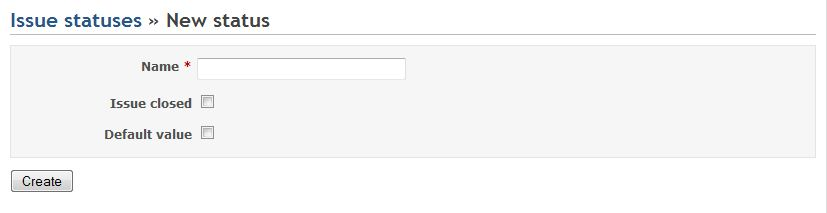 Issue statuses » New status
Name *
Issue closed
Default value
Create